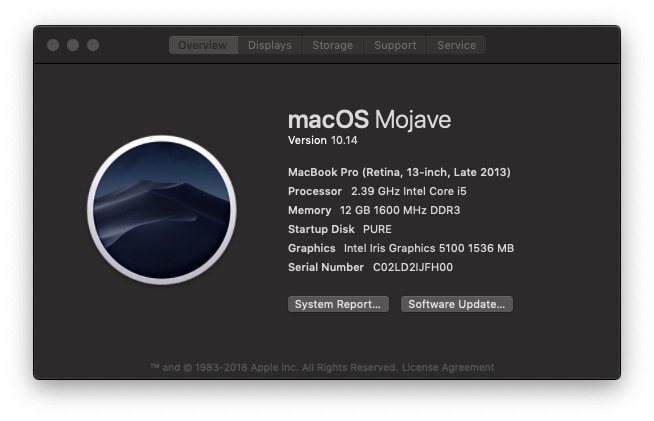 Overview Displays Storage Support Service
macOS Mojave
Version 10.14
MacBook Pro (Retina, 13-inch, Late 2013)
Processor 2.39 GHz Intel Core i5
Memory 12 GB 1600 MHz DDR3
Startup Disk PURE
Graphics Intel Iris Graphics 5100 1536 MB
Serial Number C02LD2IJFH00
System Report... Software Update...
™ and © 1983-2018 Apple Inc. All Rights Reserved. License Agreement